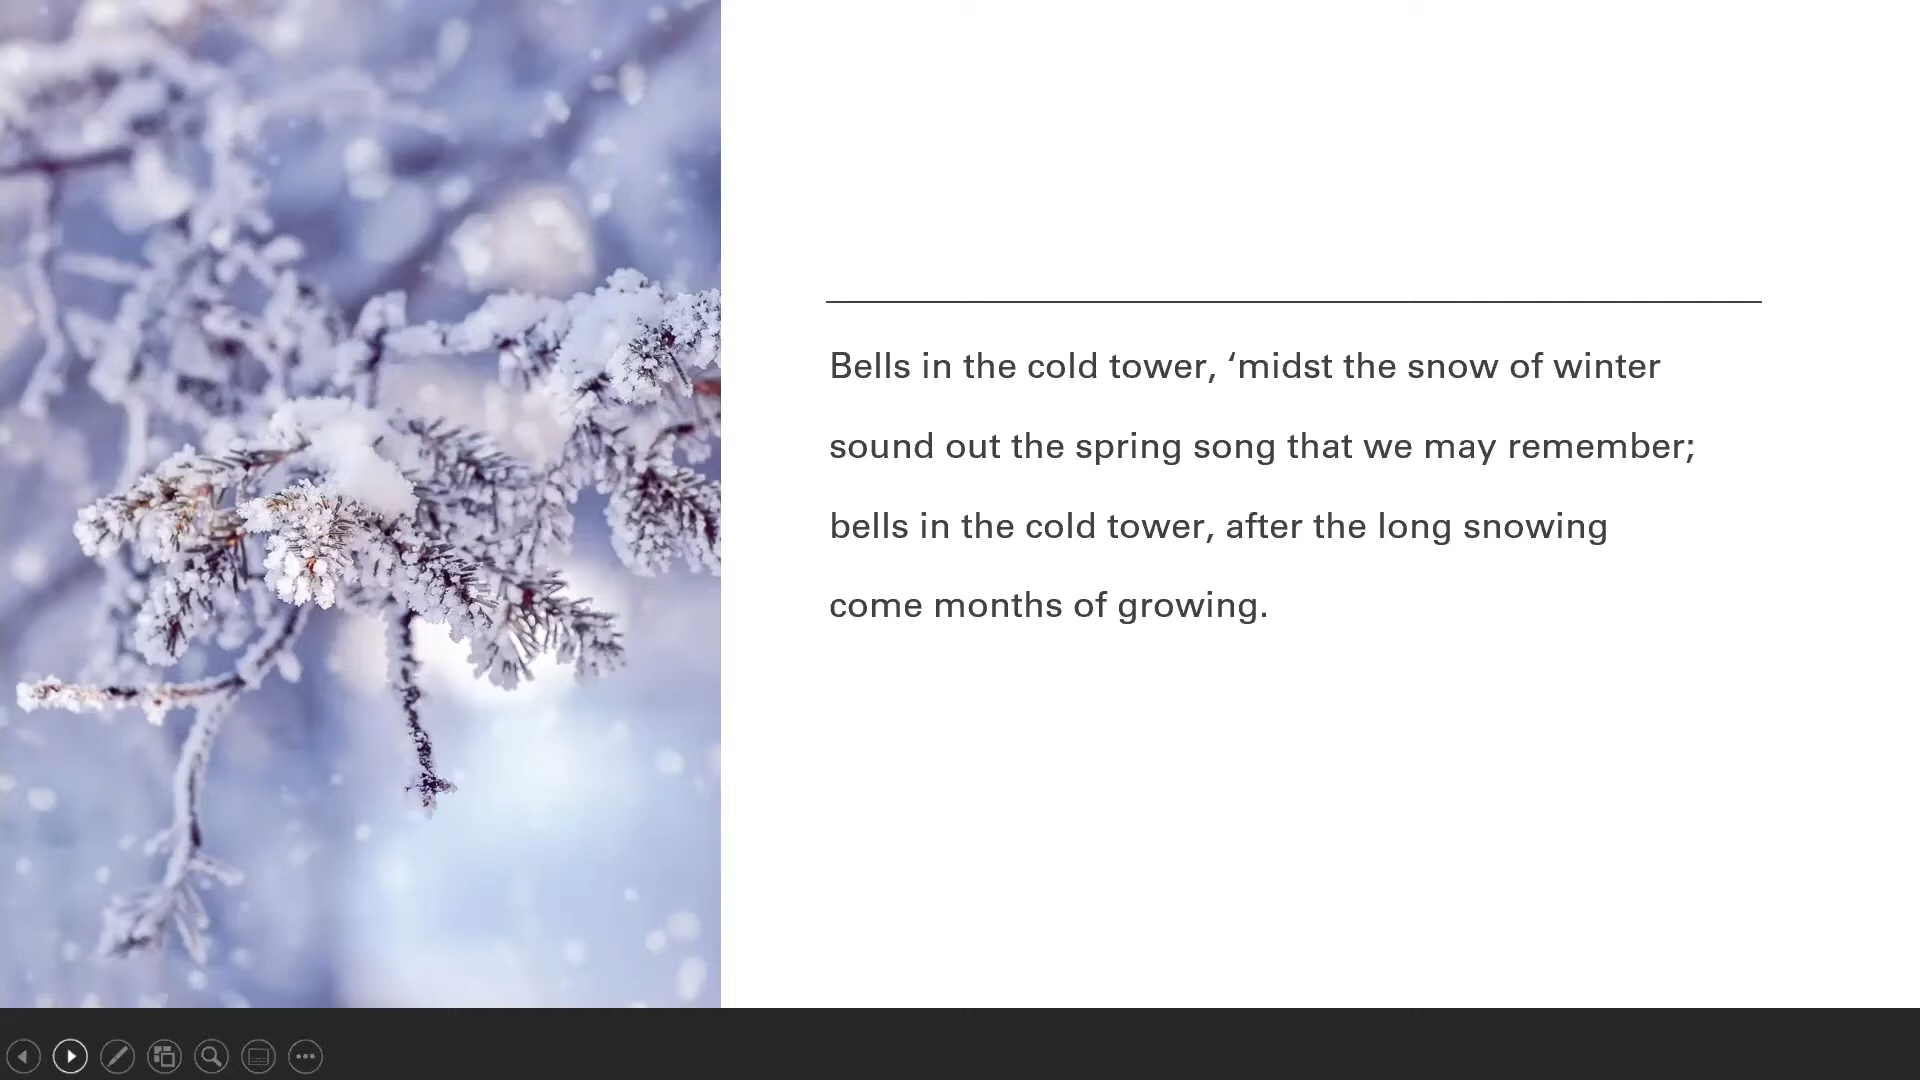 Bells in the cold tower, ‘midst the snow of winter
sound out the spring song that we may remember;
bells in the cold tower, after the long snowing
come months of growing.